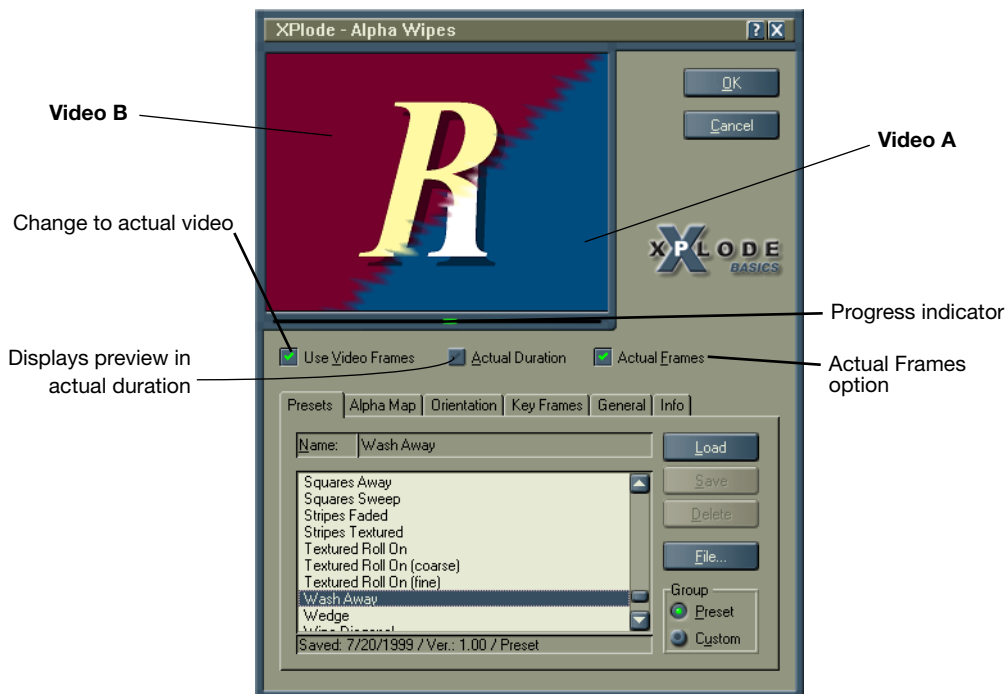 XPlode - Alpha Wipes
R
OK
Cancel
Video B
Video A
Change to actual video
XPLODE
BASICS
Progress indicator
Use Video Frames
Actual Duration
Actual Frames
Displays preview in
actual duration
Actual Frames
option
Presets Alpha Map Orientation Key Frames General Info
Name: Wash Away
Load
Squares Away
Squares Sweep
Stripes Faded
Stripes Textured
Textured Roll On
Textured Roll On (coarse)
Textured Roll On (fine)
Wash Away
Wedge
Wipe Diagonal
Save
Delete
File...
Group
Preset
Custom
Saved: 7/20/1999 / Ver.: 1.00 / Preset